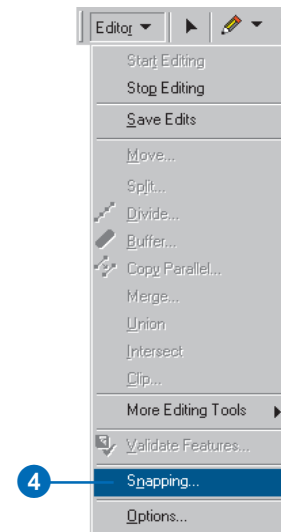 Editor
Start Editing
Stop Editing
Save Edits
Move...
Split...
Divide...
Buffer...
Copy Parallel...
Merge...
Union
Intersect
Clip...
More Editing Tools
Validate Features...
4
Snapping...
Options...